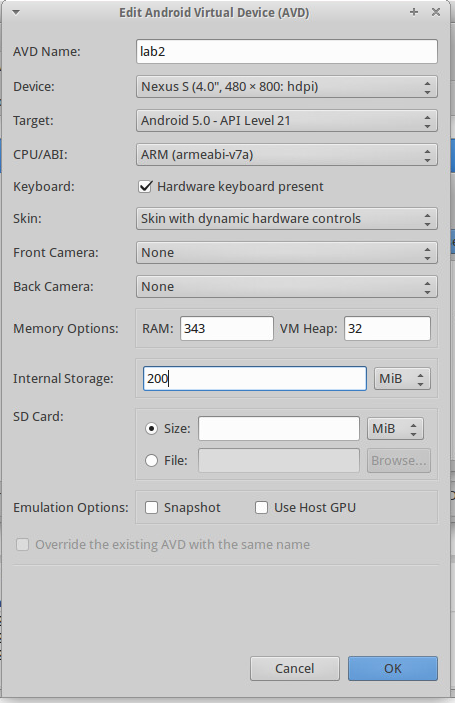 Edit Android Virtual Device (AVD)
AVD Name: lab2
Device: Nexus S (4.0", 480 × 800: hdpi)
Target: Android 5.0 - API Level 21
CPU/ABI: ARM (armeabi-v7a)
Keyboard: Hardware keyboard present
Skin: Skin with dynamic hardware controls
Front Camera: None
Back Camera: None
Memory Options: RAM: 343 VM Heap: 32
Internal Storage: 200 MiB
SD Card:
Size: MiB
File: Browse...
Emulation Options: Snapshot Use Host GPU
Override the existing AVD with the same name
Cancel OK